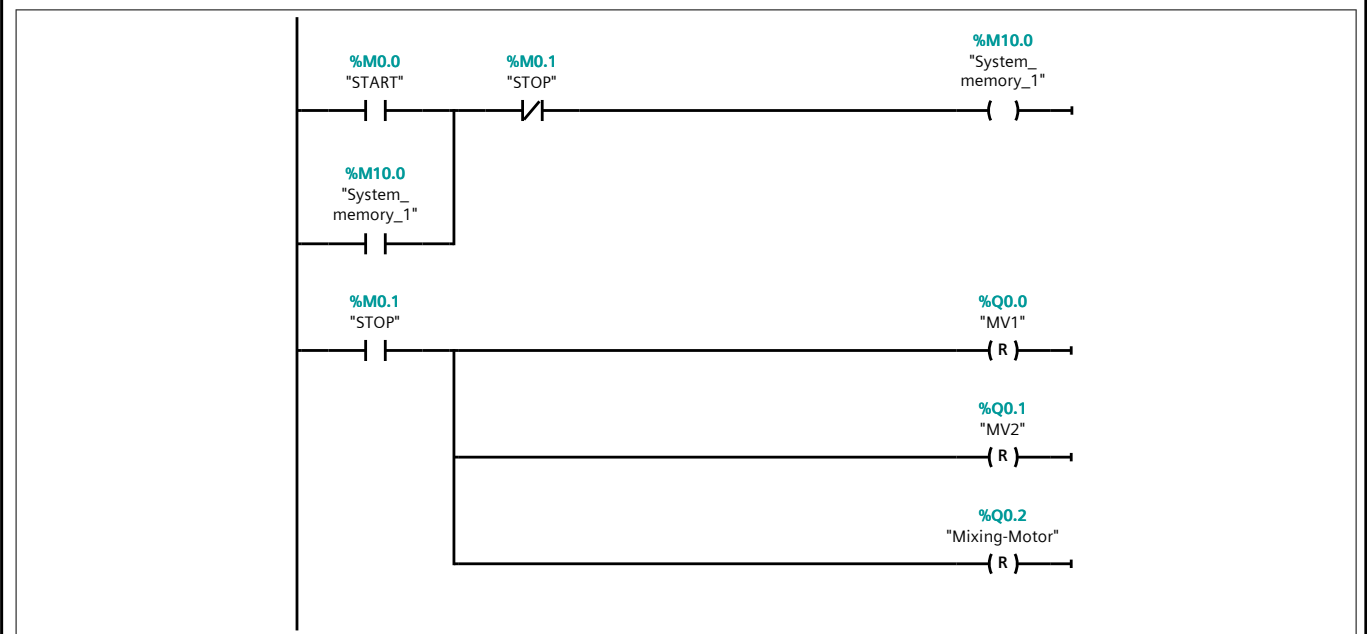 %M0.0
"START"
%M0.1
"STOP"
%M10.0
"System_
memory_1"
%M10.0
"System_
memory_1"
%M0.1
"STOP"
%Q0.0
"MV1"
R
%Q0.1
"MV2"
R
%Q0.2
"Mixing-Motor"
R